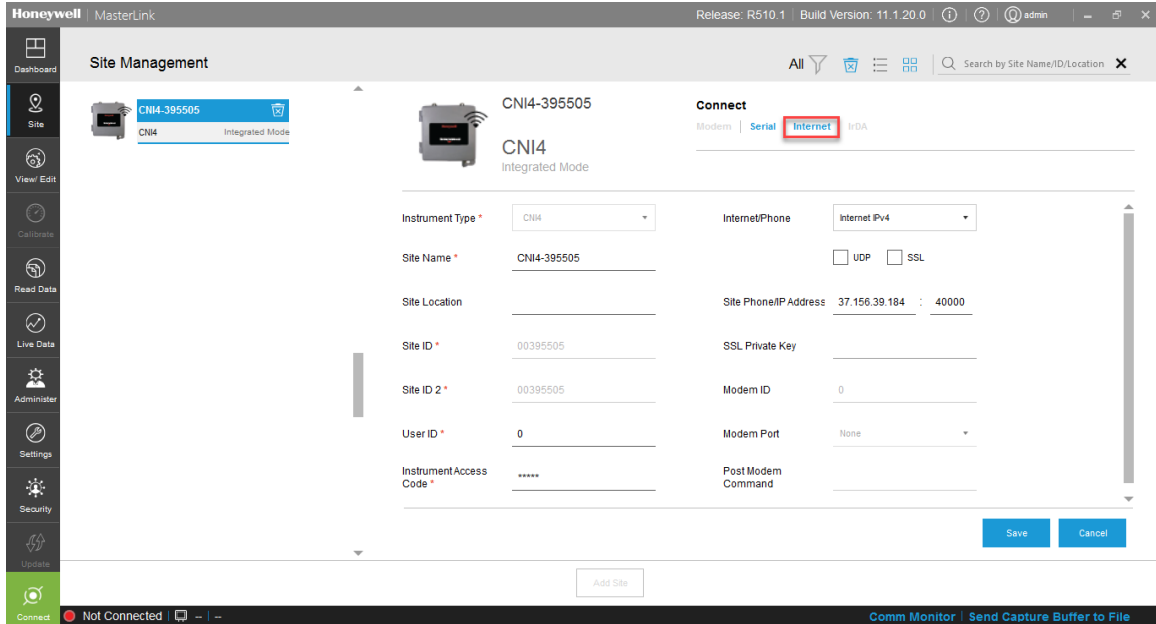 Honeywell | MasterLink Release: R510.1 | Build Version: 11.1.20.0 | i | ? | admin
Dashboard
Site
View/ Edit
Calibrate
Read Data
Live Data
Administer
Settings
Security
Update
Connect
Site Management All Search by Site Name/ID/Location
CNI4-395505
CNI4 Integrated Mode
CNI4-395505
CNI4
Integrated Mode
Connect
Modem | Serial Internet IrDA
Instrument Type * CNI4
Site Name * CNI4-395505
Site Location
Site ID * 00395505
Site ID 2 * 00395505
User ID * 0
Instrument Access
Code * *****
Internet/Phone Internet IPv4
UDP SSL
Site Phone/IP Address 37.156.39.184 : 40000
SSL Private Key
Modem ID 0
Modem Port None
Post Modem
Command
Save Cancel
Add Site
Not Connected | -- | -- Comm Monitor | Send Capture Buffer to File